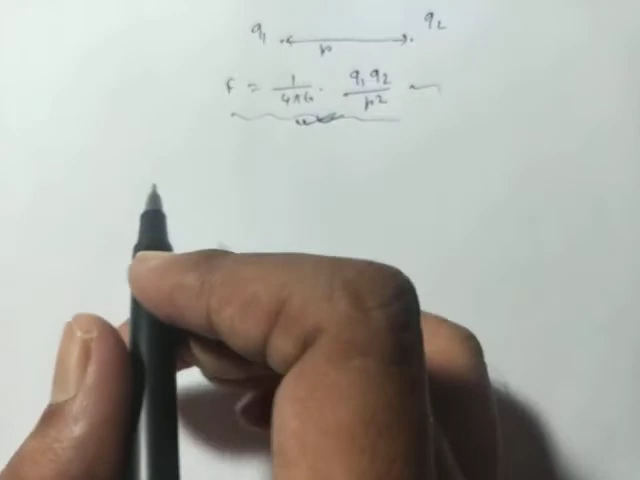 q₁ q₂
r
F = 1/4πε₀ · q₁q₂/r²